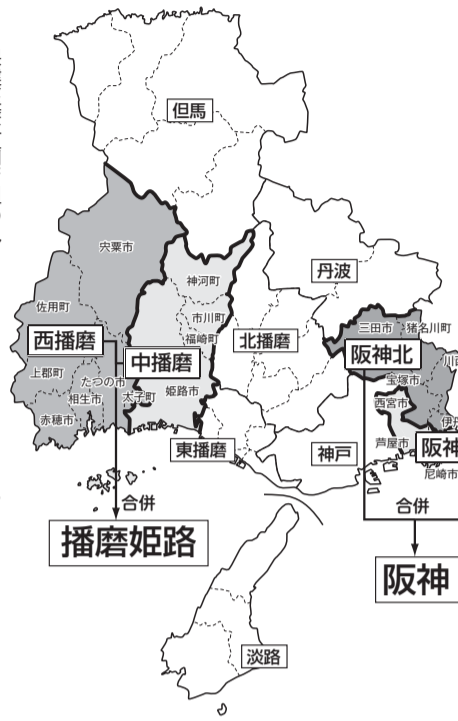 但馬
宍粟市
神河町
丹波
佐用町
市川町
三田市
猪名川町
福崎町
西播磨
中播磨
北播磨
阪神北
上郡町
たつの市
宝塚市
相生市
太子町
姫路市
西宮市
赤穂市
東播磨
神戸
芦屋市
阪神
尼崎市
合併
合併
播磨姫路
阪神
淡路